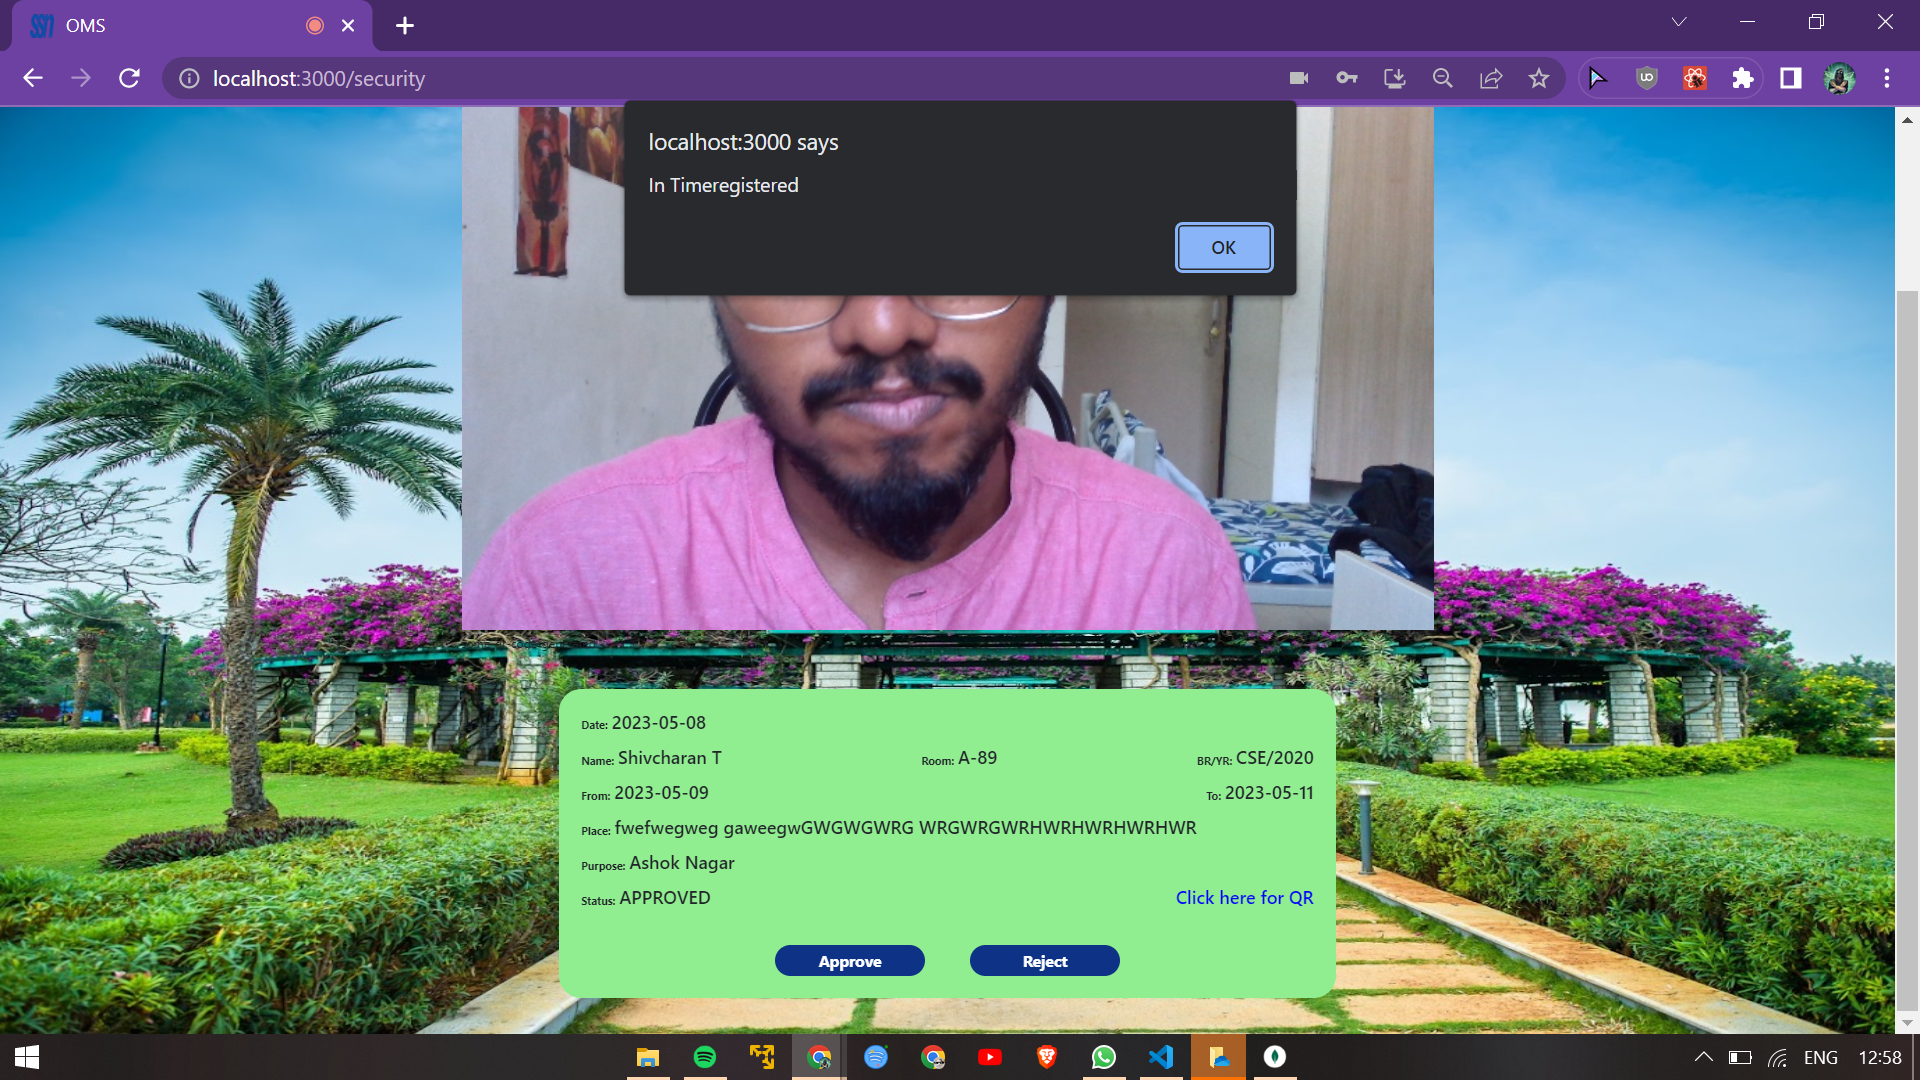 OMS
localhost:3000/security
localhost:3000 says
In Timeregistered
OK
Date: 2023-05-08
Name: Shivcharan T Room: A-89 BR/YR: CSE/2020
From: 2023-05-09 To: 2023-05-11
Place: fwefwegweg gaweegwGWGWGWRG WRGWRGWRHWRHWRHWRHWR
Purpose: Ashok Nagar
Status: APPROVED Click here for QR
Approve Reject
ENG 12:58